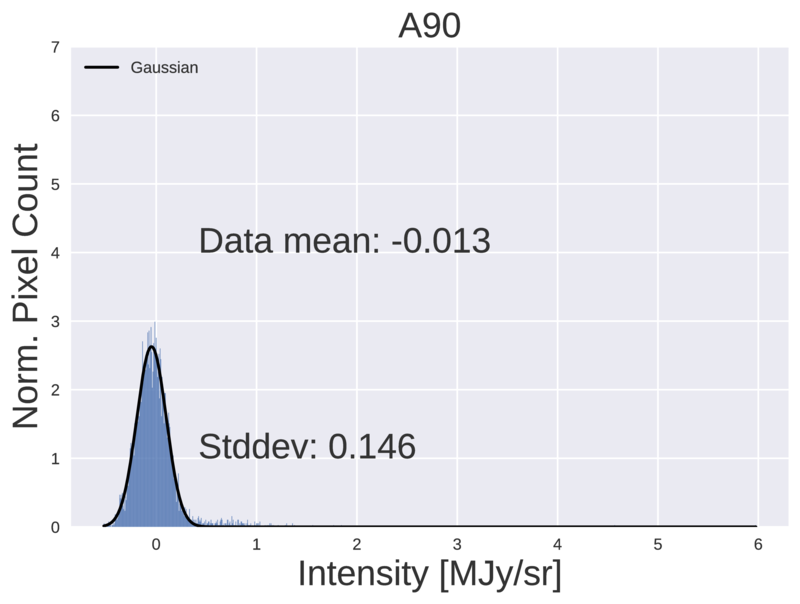 A90
7
Gaussian
6
5
Data mean: -0.013
4
3
2
Stddev: 0.146
1
0
0 1 2 3 4 5 6
Norm. Pixel Count
Intensity [MJy/sr]